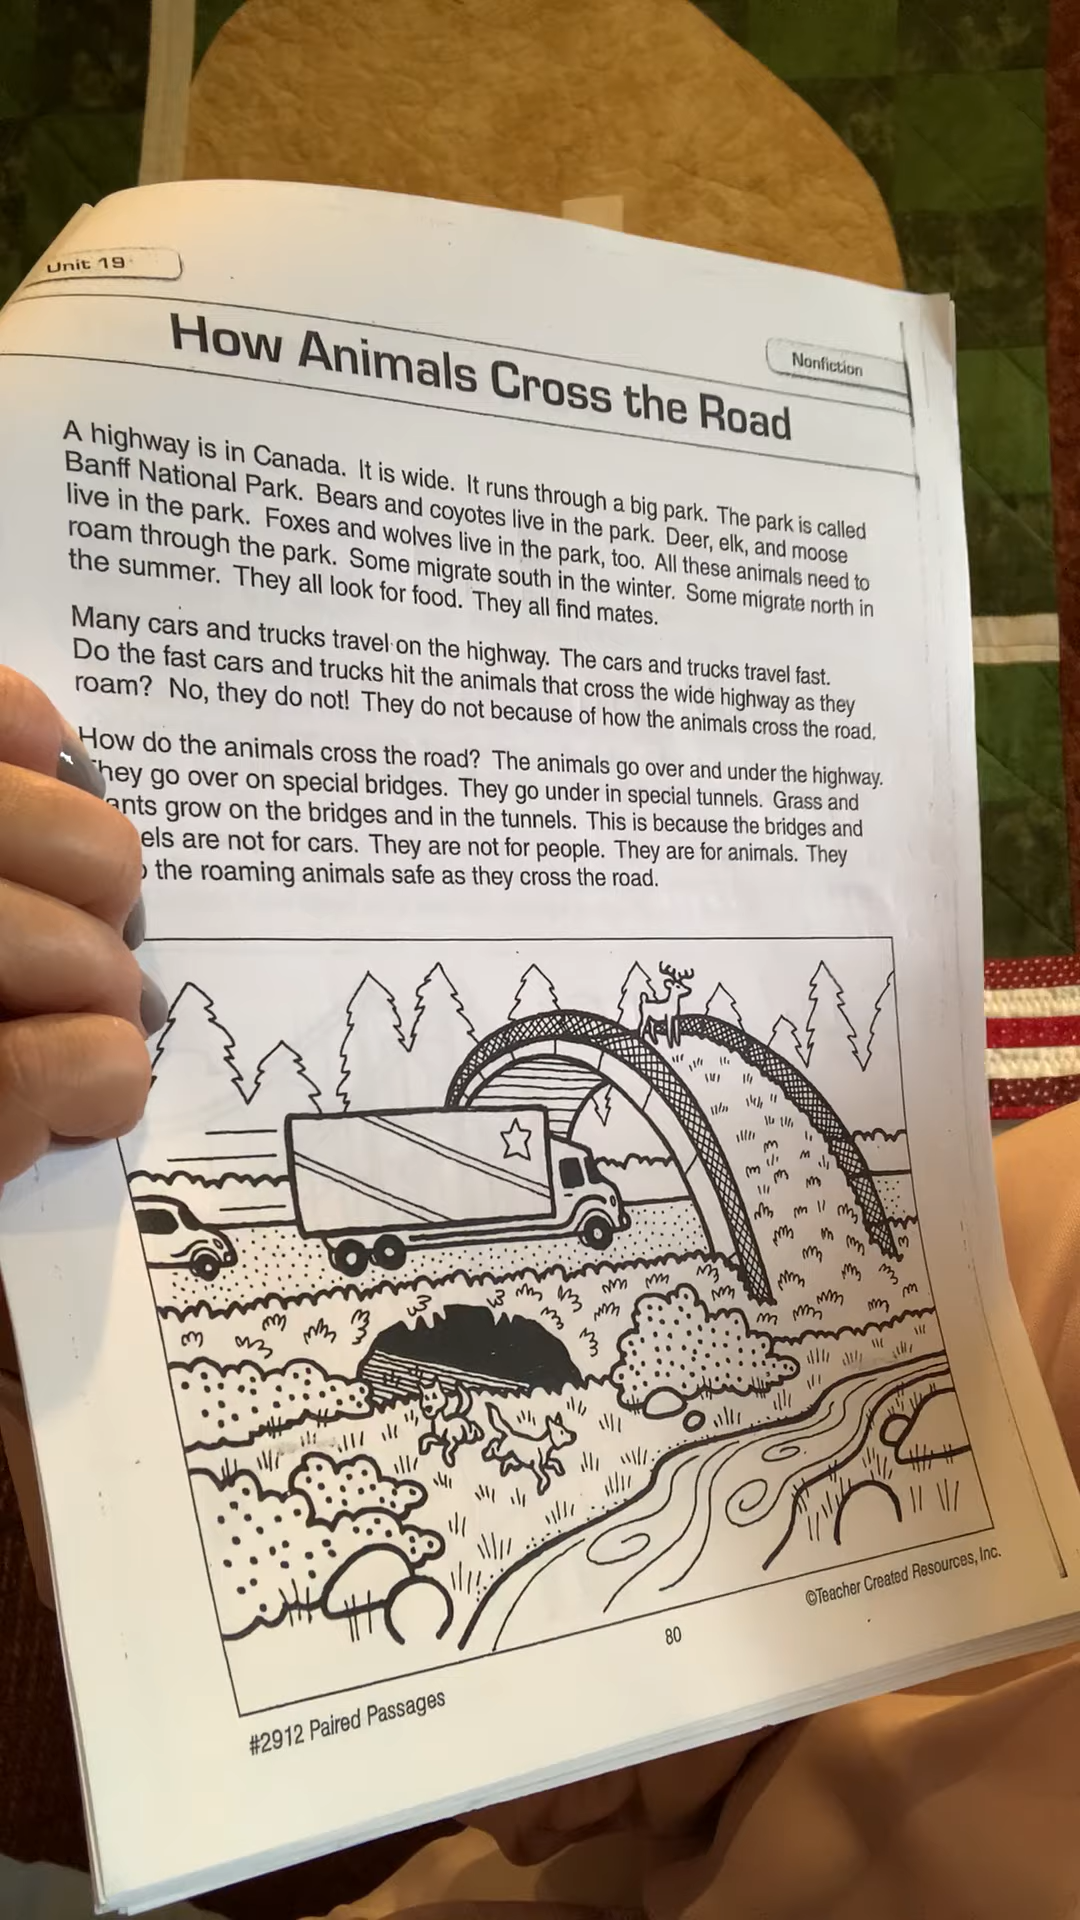 Unit 19
Nonfiction
How Animals Cross the Road
A highway is in Canada. It is wide. It runs through a big park. The park is called
Banff National Park. Bears and coyotes live in the park. Deer, elk, and moose
live in the park. Foxes and wolves live in the park, too. All these animals need to
roam through the park. Some migrate south in the winter. Some migrate north in
the summer. They all look for food. They all find mates.
Many cars and trucks travel on the highway. The cars and trucks travel fast.
Do the fast cars and trucks hit the animals that cross the wide highway as they
roam? No, they do not! They do not because of how the animals cross the road.
How do the animals cross the road? The animals go over and under the highway.
They go over on special bridges. They go under in special tunnels. Grass and
ants grow on the bridges and in the tunnels. This is because the bridges and
els are not for cars. They are not for people. They are for animals. They
the roaming animals safe as they cross the road.
©Teacher Created Resources, Inc.
80
#2912 Paired Passages